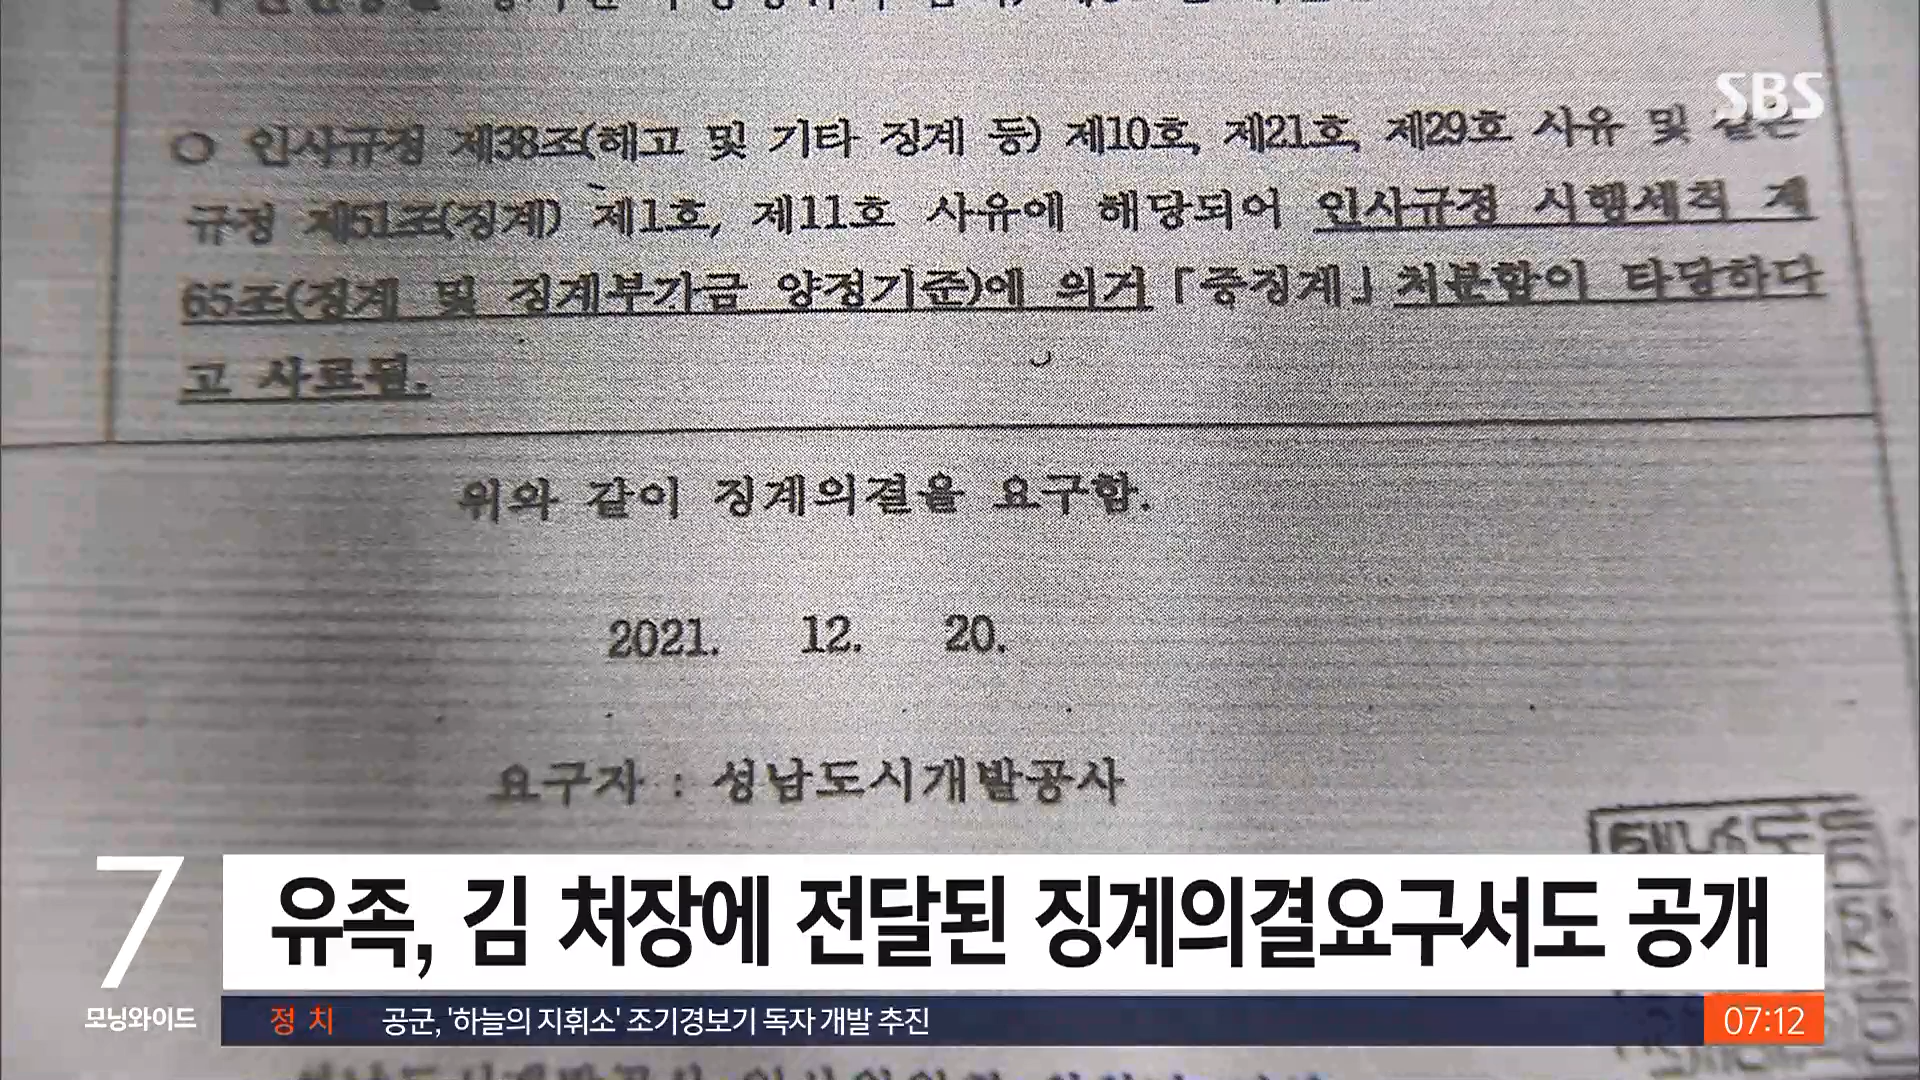 SBS
○ 인사규정 제38조(해고 및 기타 징계 등) 제10호, 제21호, 제29호 사유 및 같은
규정 제51조(징계) 제1호, 제11호 사유에 해당되어 인사규정 시행세칙 제
65조(징계 및 징계부가금 양정기준)에 의거 「중징계」 처분함이 타당하다
고 사료됨.
위와 같이 징계의결을 요구함.
2021. 12. 20.
요구자 : 성남도시개발공사
7
유족, 김 처장에 전달된 징계의결요구서도 공개
모닝와이드
정 치 공군, '하늘의 지휘소' 조기경보기 독자 개발 추진
07:12